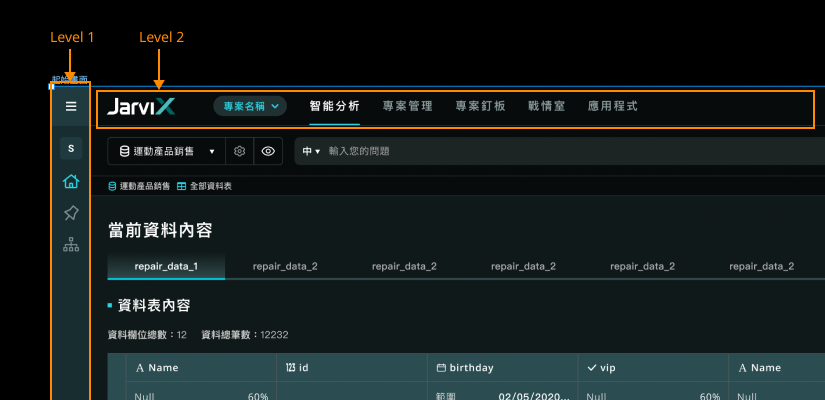 Level 1
Level 2
起始畫面
JarviX
專案名稱
智能分析
專案管理
專案釘板
戰情室
應用程式
S
運動產品銷售
中
輸入您的問題
運動產品銷售
全部資料表
當前資料內容
repair_data_1
repair_data_2
repair_data_2
repair_data_2
repair_data_2
repair_data_2
資料表內容
資料欄位總數：12
資料總筆數：12232
A Name
123 id
birthday
vip
A Name
Null
60%
範圍
02/05/2020...
Null
60%
Null